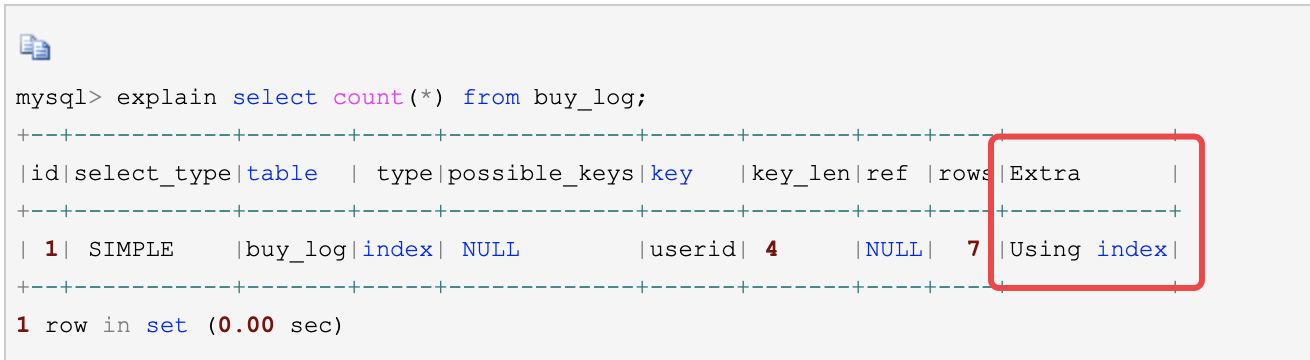 mysql> explain select count(*) from buy_log;
+--+-----------+-------+-----+-------------+------+-------+----+----+-----------+
|id|select_type|table  | type|possible_keys|key   |key_len|ref |rows|Extra      |
+--+-----------+-------+-----+-------------+------+-------+----+----+-----------+
| 1| SIMPLE    |buy_log|index| NULL        |userid| 4     |NULL|  7 |Using index|
+--+-----------+-------+-----+-------------+------+-------+----+----+-----------+
1 row in set (0.00 sec)